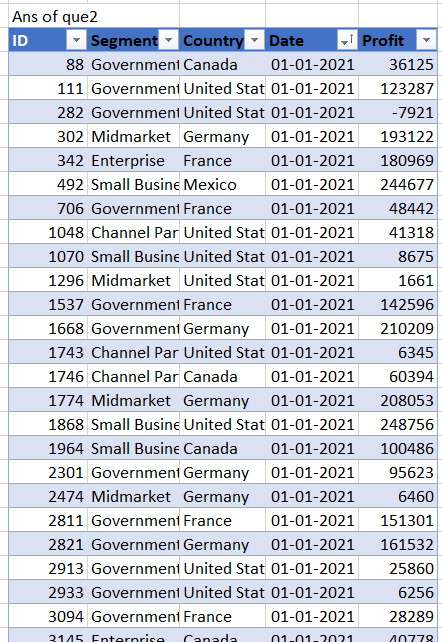 Ans of que2
ID Segment Country Date Profit
88 Government Canada 01-01-2021 36125
111 Government United Stat 01-01-2021 123287
282 Government United Stat 01-01-2021 -7921
302 Midmarket Germany 01-01-2021 193122
342 Enterprise France 01-01-2021 180969
492 Small Busine Mexico 01-01-2021 244677
706 Government France 01-01-2021 48442
1048 Channel Par United Stat 01-01-2021 41318
1070 Small Busine United Stat 01-01-2021 8675
1296 Midmarket United Stat 01-01-2021 1661
1537 Government France 01-01-2021 142596
1668 Government Germany 01-01-2021 210209
1743 Channel Par United Stat 01-01-2021 6345
1746 Channel Par Canada 01-01-2021 60394
1774 Midmarket Germany 01-01-2021 208053
1868 Small Busine United Stat 01-01-2021 248756
1964 Small Busine Canada 01-01-2021 100486
2301 Government Germany 01-01-2021 95623
2474 Midmarket Germany 01-01-2021 6460
2811 Government France 01-01-2021 151301
2821 Government Germany 01-01-2021 161532
2913 Government United Stat 01-01-2021 25860
2933 Government United Stat 01-01-2021 6256
3094 Government France 01-01-2021 28289
3145 Enterprise Canada 01-01-2021 40778